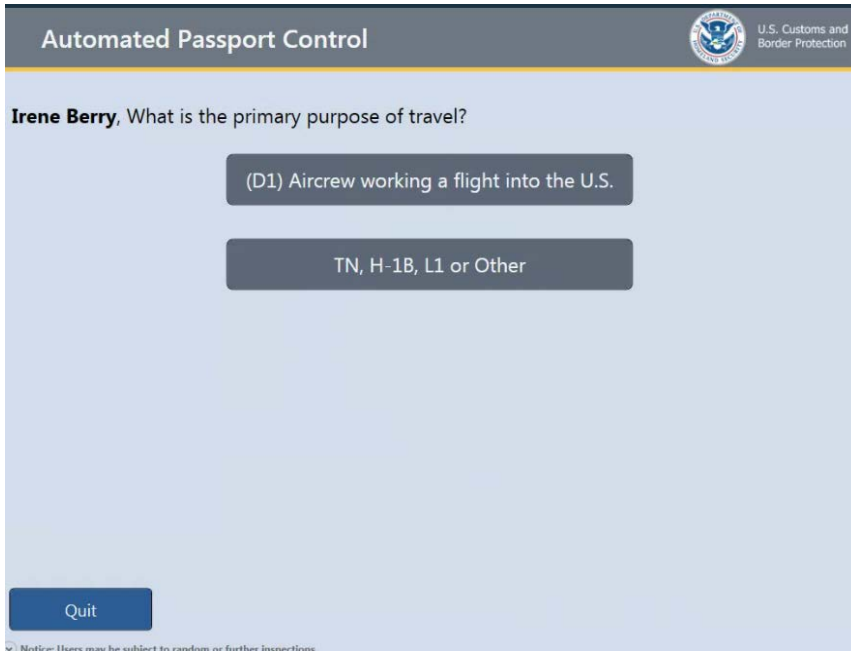 Automated Passport Control
U.S. Customs and
Border Protection
Irene Berry, What is the primary purpose of travel?
(D1) Aircrew working a flight into the U.S.
TN, H-1B, L1 or Other
Quit
Notice: Users may be subject to random or further inspections